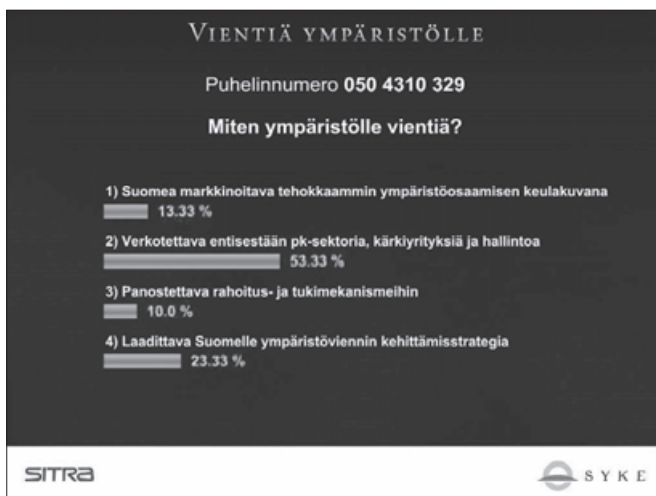 VIENTIÄ YMPÄRISTÖLLE
Puhelinnumero 050 4310 329
Miten ympäristölle vientiä?
1) Suomea markkinoitava tehokkaammin ympäristöosaamisen keulakuvana
13.33 %
2) Verkotettava entisestään pk-sektoria, kärkiyrityksiä ja hallintoa
53.33 %
3) Panostettava rahoitus- ja tukimekanismeihin
10.0 %
4) Laadittava Suomelle ympäristöviennin kehittämisstrategia
23.33 %
SITRA
SYKE